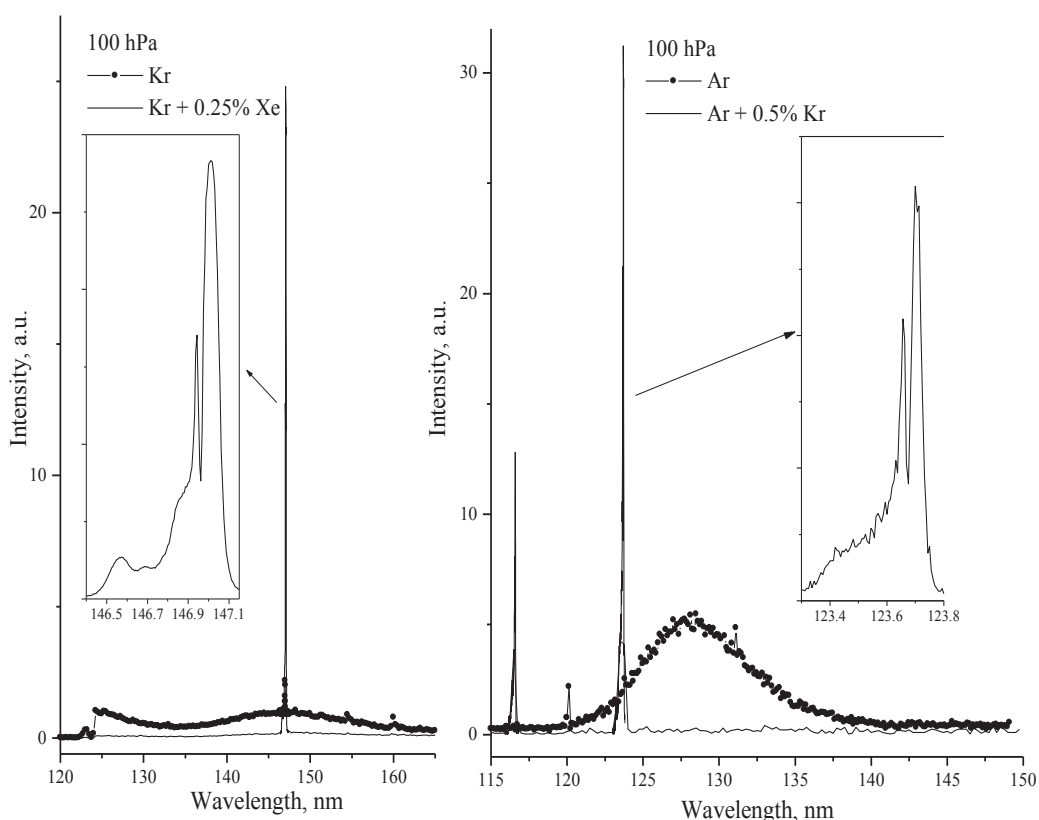 100 hPa
Kr
Kr + 0.25% Xe
20
10
0
120 130 140 150 160
Wavelength, nm
Intensity, a.u.
146.5 146.7 146.9 147.1
100 hPa
Ar
Ar + 0.5% Kr
30
20
10
0
115 120 125 130 135 140 145 150
Wavelength, nm
Intensity, a.u.
123.4 123.6 123.8